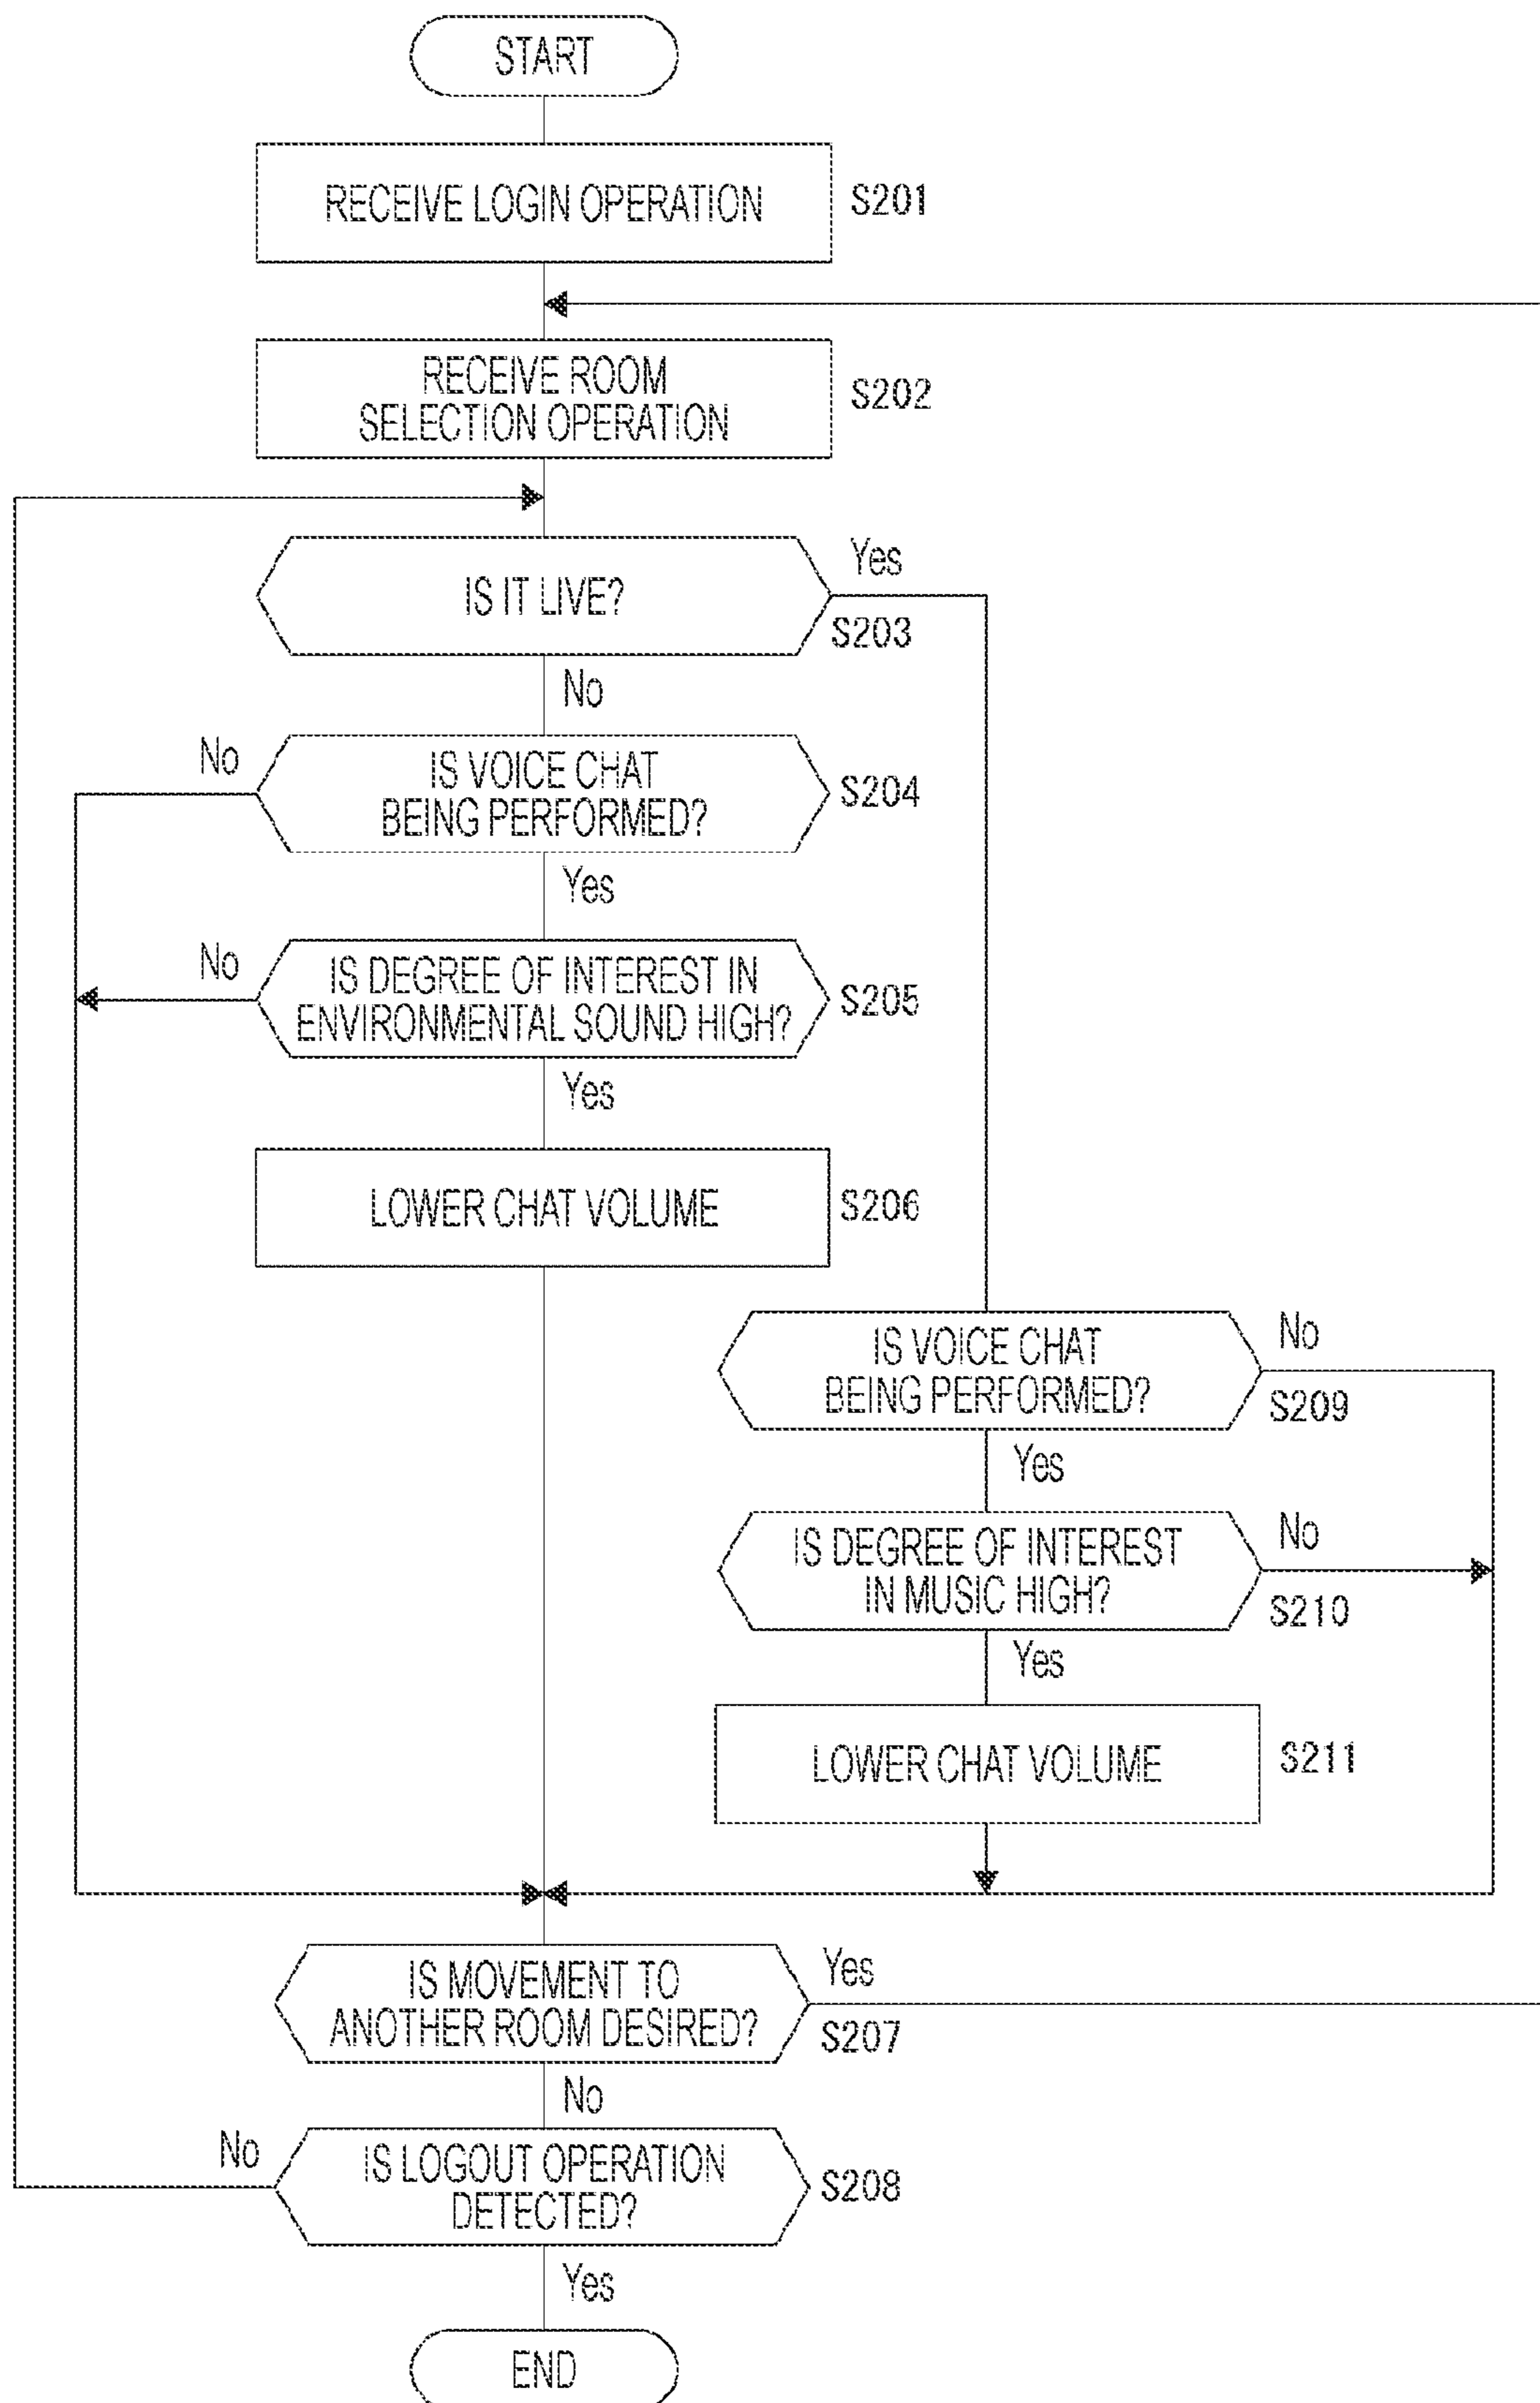 START
RECEIVE LOGIN OPERATION
S201
RECEIVE ROOM
SELECTION OPERATION
S202
IS IT LIVE?
Yes
S203
No
IS VOICE CHAT
BEING PERFORMED?
S204
No
Yes
IS DEGREE OF INTEREST IN
ENVIRONMENTAL SOUND HIGH?
S205
No
Yes
LOWER CHAT VOLUME
S206
IS VOICE CHAT
BEING PERFORMED?
No
S209
Yes
IS DEGREE OF INTEREST
IN MUSIC HIGH?
No
S210
Yes
LOWER CHAT VOLUME
S211
IS MOVEMENT TO
ANOTHER ROOM DESIRED?
Yes
S207
No
IS LOGOUT OPERATION
DETECTED?
No
S208
Yes
END